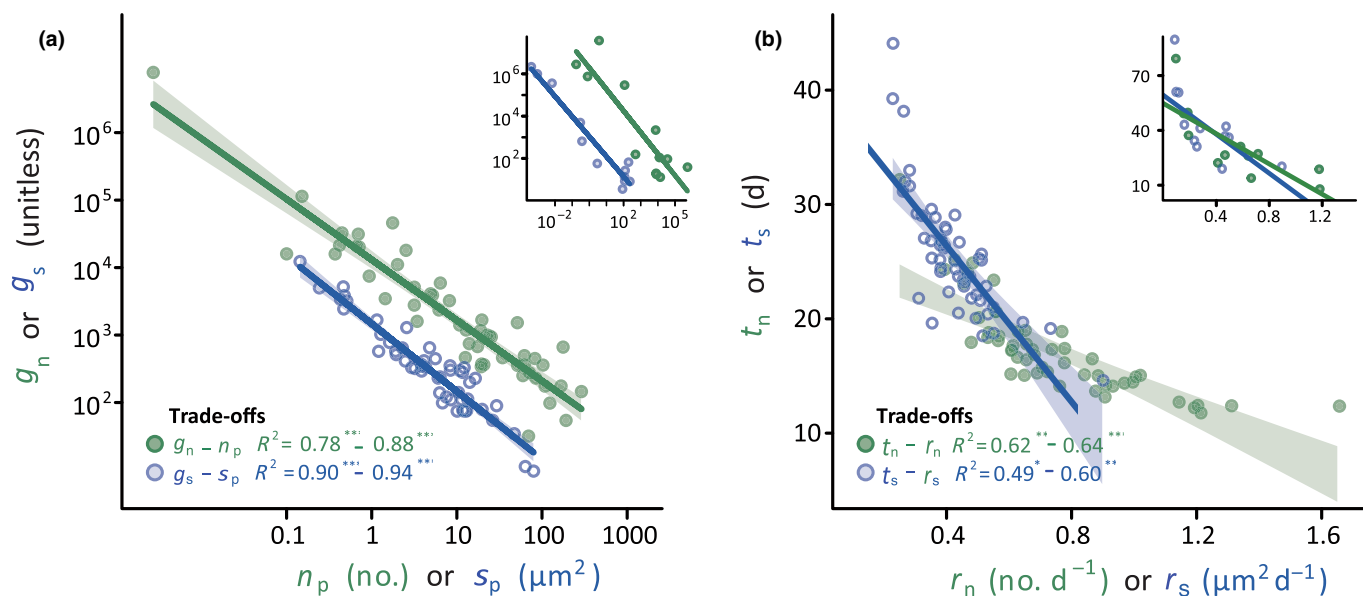 (a)
10^6
10^5
10^4
10^3
10^2
g_n or g_s (unitless)
10^6
10^4
10^2
10^−2
10^2
10^5
Trade-offs
g_n – n_p R^2 = 0.78 *** – 0.88 ***
g_s – s_p R^2 = 0.90 *** – 0.94 ***
0.1 1 10 100 1000
n_p (no.) or s_p (µm^2)
(b)
40
30
20
10
t_n or t_s (d)
70
40
10
0.4 0.8 1.2
Trade-offs
t_n – r_n R^2 = 0.62 ** – 0.64 ***
t_s – r_s R^2 = 0.49 * – 0.60 **
0.4 0.8 1.2 1.6
r_n (no. d^−1) or r_s (µm^2 d^−1)